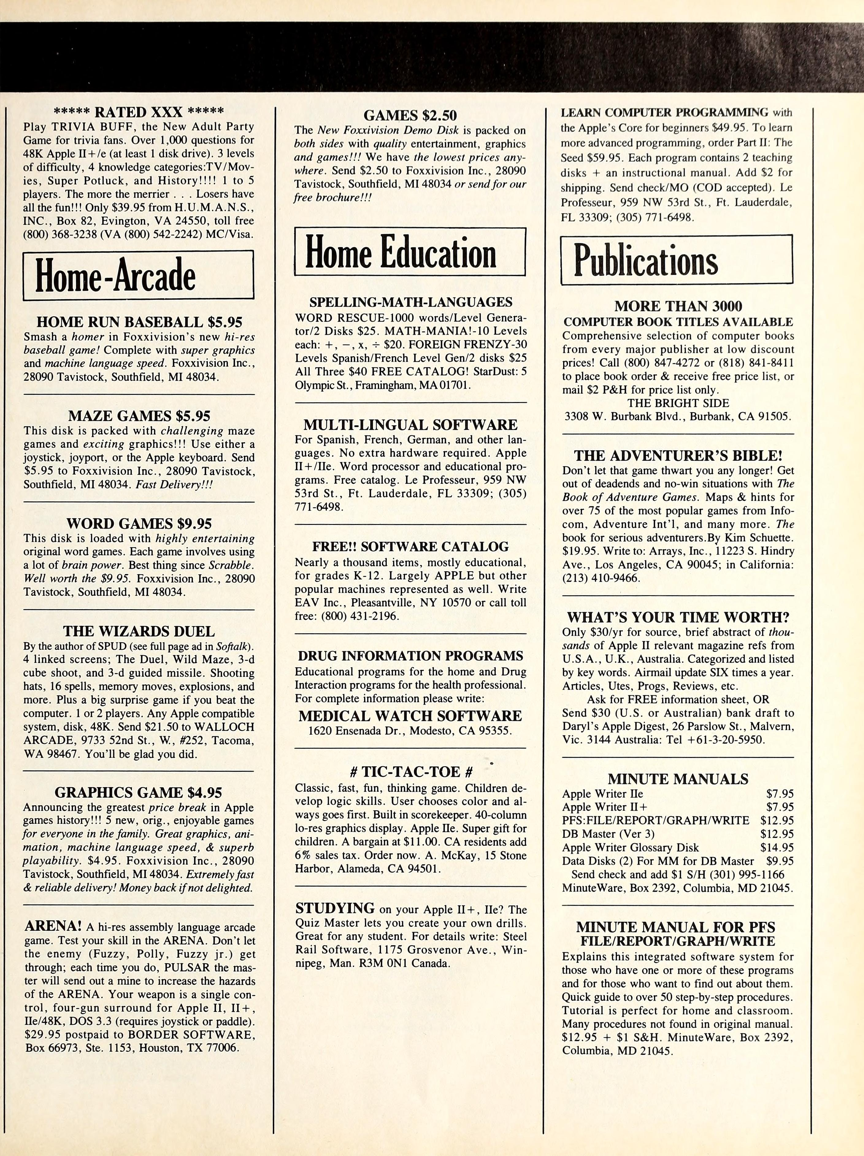 ***** RATED XXX *****
Play TRIVIA BUFF, the New Adult Party
Game for trivia fans. Over 1,000 questions for
48K Apple II+/e (at least 1 disk drive). 3 levels
of difficulty, 4 knowledge categories:TV/Mov-
ies, Super Potluck, and History!!!! 1 to 5
players. The more the merrier . . . Losers have
all the fun!!! Only $39.95 from H.U.M.A.N.S.,
INC., Box 82, Evington, VA 24550, toll free
(800) 368-3238 (VA (800) 542-2242) MC/Visa.
Home-Arcade
HOME RUN BASEBALL $5.95
Smash a homer in Foxxivision's new hi-res
baseball game! Complete with super graphics
and machine language speed. Foxxivision Inc.,
28090 Tavistock, Southfield, MI 48034.
MAZE GAMES $5.95
This disk is packed with challenging maze
games and exciting graphics!!! Use either a
joystick, joyport, or the Apple keyboard. Send
$5.95 to Foxxivision Inc., 28090 Tavistock,
Southfield, MI 48034. Fast Delivery!!!
WORD GAMES $9.95
This disk is loaded with highly entertaining
original word games. Each game involves using
a lot of brain power. Best thing since Scrabble.
Well worth the $9.95. Foxxivision Inc., 28090
Tavistock, Southfield, MI 48034.
THE WIZARDS DUEL
By the author of SPUD (see full page ad in Softalk).
4 linked screens; The Duel, Wild Maze, 3-d
cube shoot, and 3-d guided missile. Shooting
hats, 16 spells, memory moves, explosions, and
more. Plus a big surprise game if you beat the
computer. 1 or 2 players. Any Apple compatible
system, disk, 48K. Send $21.50 to WALLOCH
ARCADE, 9733 52nd St., W., #252, Tacoma,
WA 98467. You'll be glad you did.
GRAPHICS GAME $4.95
Announcing the greatest price break in Apple
games history!!! 5 new, orig., enjoyable games
for everyone in the family. Great graphics, ani-
mation, machine language speed, & superb
playability. $4.95. Foxxivision Inc., 28090
Tavistock, Southfield, MI 48034. Extremely fast
& reliable delivery! Money back if not delighted.
ARENA! A hi-res assembly language arcade
game. Test your skill in the ARENA. Don't let
the enemy (Fuzzy, Polly, Fuzzy jr.) get
through; each time you do, PULSAR the mas-
ter will send out a mine to increase the hazards
of the ARENA. Your weapon is a single con-
trol, four-gun surround for Apple II, II+,
IIe/48K, DOS 3.3 (requires joystick or paddle).
$29.95 postpaid to BORDER SOFTWARE,
Box 66973, Ste. 1153, Houston, TX 77006.
GAMES $2.50
The New Foxxivision Demo Disk is packed on
both sides with quality entertainment, graphics
and games!!! We have the lowest prices any-
where. Send $2.50 to Foxxivision Inc., 28090
Tavistock, Southfield, MI 48034 or send for our
free brochure!!!
Home Education
SPELLING-MATH-LANGUAGES
WORD RESCUE-1000 words/Level Genera-
tor/2 Disks $25. MATH-MANIA!-10 Levels
each: +, −, x, ÷ $20. FOREIGN FRENZY-30
Levels Spanish/French Level Gen/2 disks $25
All Three $40 FREE CATALOG! StarDust: 5
Olympic St., Framingham, MA 01701.
MULTI-LINGUAL SOFTWARE
For Spanish, French, German, and other lan-
guages. No extra hardware required. Apple
II+/IIe. Word processor and educational pro-
grams. Free catalog. Le Professeur, 959 NW
53rd St., Ft. Lauderdale, FL 33309; (305)
771-6498.
FREE!! SOFTWARE CATALOG
Nearly a thousand items, mostly educational,
for grades K-12. Largely APPLE but other
popular machines represented as well. Write
EAV Inc., Pleasantville, NY 10570 or call toll
free: (800) 431-2196.
DRUG INFORMATION PROGRAMS
Educational programs for the home and Drug
Interaction programs for the health professional.
For complete information please write:
MEDICAL WATCH SOFTWARE
1620 Ensenada Dr., Modesto, CA 95355.
# TIC-TAC-TOE #
Classic, fast, fun, thinking game. Children de-
velop logic skills. User chooses color and al-
ways goes first. Built in scorekeeper. 40-column
lo-res graphics display. Apple IIe. Super gift for
children. A bargain at $11.00. CA residents add
6% sales tax. Order now. A. McKay, 15 Stone
Harbor, Alameda, CA 94501.
STUDYING on your Apple II+, IIe? The
Quiz Master lets you create your own drills.
Great for any student. For details write: Steel
Rail Software, 1175 Grosvenor Ave., Win-
nipeg, Man. R3M 0N1 Canada.
LEARN COMPUTER PROGRAMMING with
the Apple's Core for beginners $49.95. To learn
more advanced programming, order Part II: The
Seed $59.95. Each program contains 2 teaching
disks + an instructional manual. Add $2 for
shipping. Send check/MO (COD accepted). Le
Professeur, 959 NW 53rd St., Ft. Lauderdale,
FL 33309; (305) 771-6498.
Publications
MORE THAN 3000
COMPUTER BOOK TITLES AVAILABLE
Comprehensive selection of computer books
from every major publisher at low discount
prices! Call (800) 847-4272 or (818) 841-8411
to place book order & receive free price list, or
mail $2 P&H for price list only.
THE BRIGHT SIDE
3308 W. Burbank Blvd., Burbank, CA 91505.
THE ADVENTURER'S BIBLE!
Don't let that game thwart you any longer! Get
out of deadends and no-win situations with The
Book of Adventure Games. Maps & hints for
over 75 of the most popular games from Info-
com, Adventure Int'l, and many more. The
book for serious adventurers.By Kim Schuette.
$19.95. Write to: Arrays, Inc., 11223 S. Hindry
Ave., Los Angeles, CA 90045; in California:
(213) 410-9466.
WHAT'S YOUR TIME WORTH?
Only $30/yr for source, brief abstract of thou-
sands of Apple II relevant magazine refs from
U.S.A., U.K., Australia. Categorized and listed
by key words. Airmail update SIX times a year.
Articles, Utes, Progs, Reviews, etc.
Ask for FREE information sheet, OR
Send $30 (U.S. or Australian) bank draft to
Daryl's Apple Digest, 26 Parslow St., Malvern,
Vic. 3144 Australia: Tel +61-3-20-5950.
MINUTE MANUALS
Apple Writer IIe $7.95
Apple Writer II+ $7.95
PFS:FILE/REPORT/GRAPH/WRITE $12.95
DB Master (Ver 3) $12.95
Apple Writer Glossary Disk $14.95
Data Disks (2) For MM for DB Master $9.95
Send check and add $1 S/H (301) 995-1166
MinuteWare, Box 2392, Columbia, MD 21045.
MINUTE MANUAL FOR PFS
FILE/REPORT/GRAPH/WRITE
Explains this integrated software system for
those who have one or more of these programs
and for those who want to find out about them.
Quick guide to over 50 step-by-step procedures.
Tutorial is perfect for home and classroom.
Many procedures not found in original manual.
$12.95 + $1 S&H. MinuteWare, Box 2392,
Columbia, MD 21045.